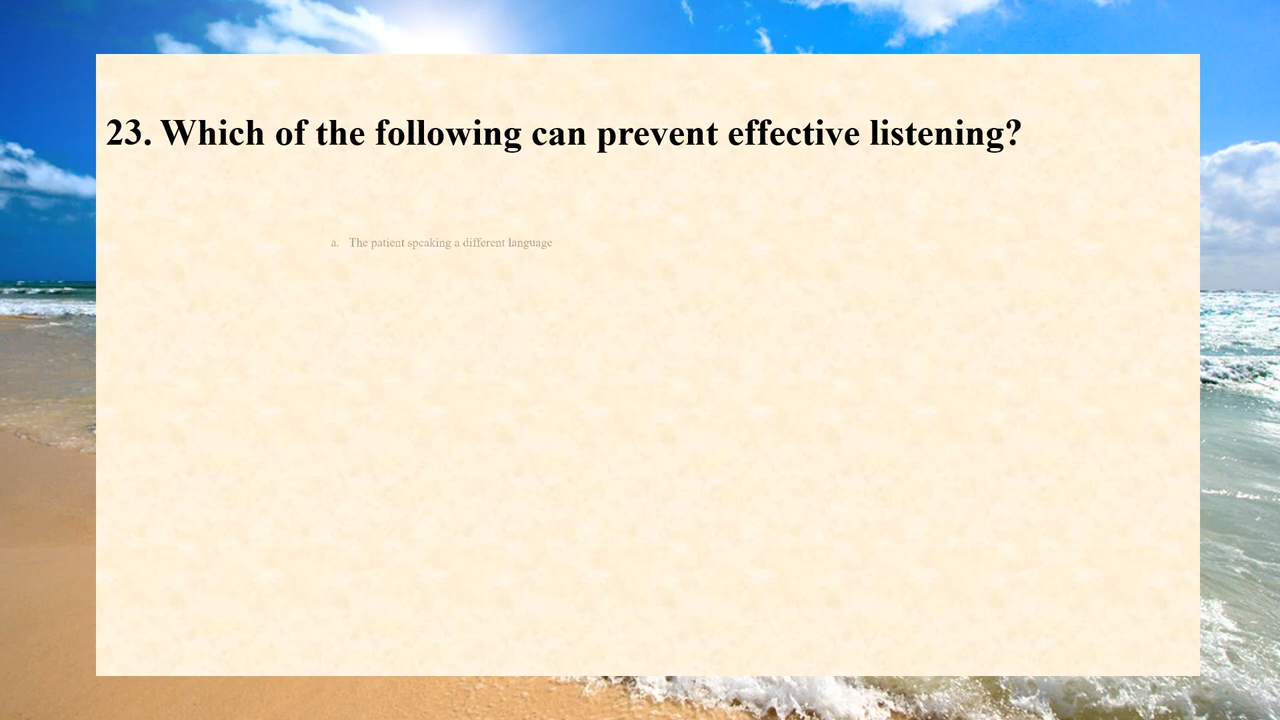 23. Which of the following can prevent effective listening?
a. The patient speaking a different language